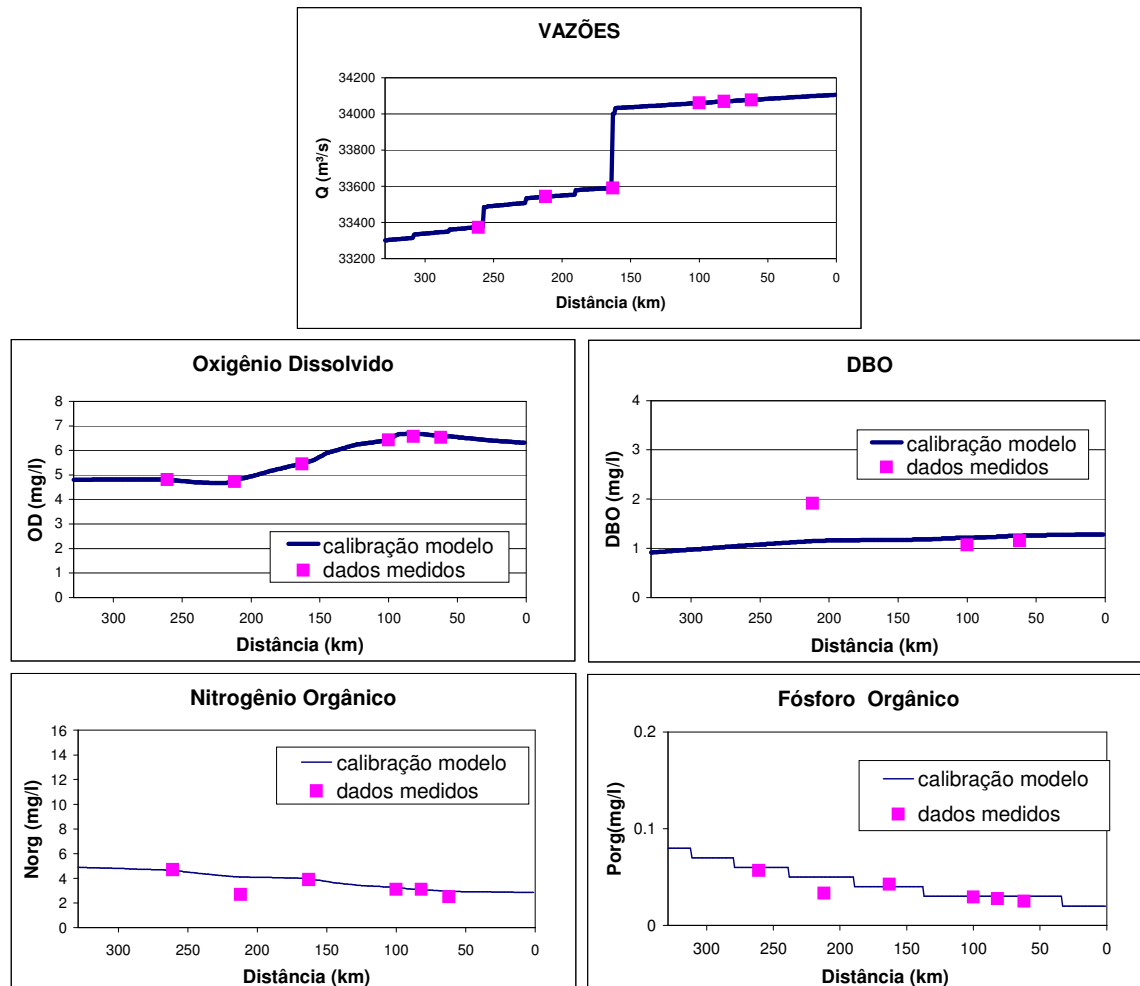 VAZÕES
34200
34000
33800
33600
33400
33200
Q (m³/s)
300 250 200 150 100 50 0
Distância (km)
Oxigênio Dissolvido
8
7
6
5
4
3
2
1
0
OD (mg/l)
calibração modelo
dados medidos
300 250 200 150 100 50 0
Distância (km)
DBO
4
3
2
1
0
DBO (mg/l)
calibração modelo
dados medidos
300 250 200 150 100 50 0
Distância (km)
Nitrogênio Orgânico
16
14
12
10
8
6
4
2
0
Norg (mg/l)
calibração modelo
dados medidos
300 250 200 150 100 50 0
Distância (km)
Fósforo Orgânico
0.2
0.1
0
Porg(mg/l)
calibração modelo
dados medidos
300 250 200 150 100 50 0
Distância (km)